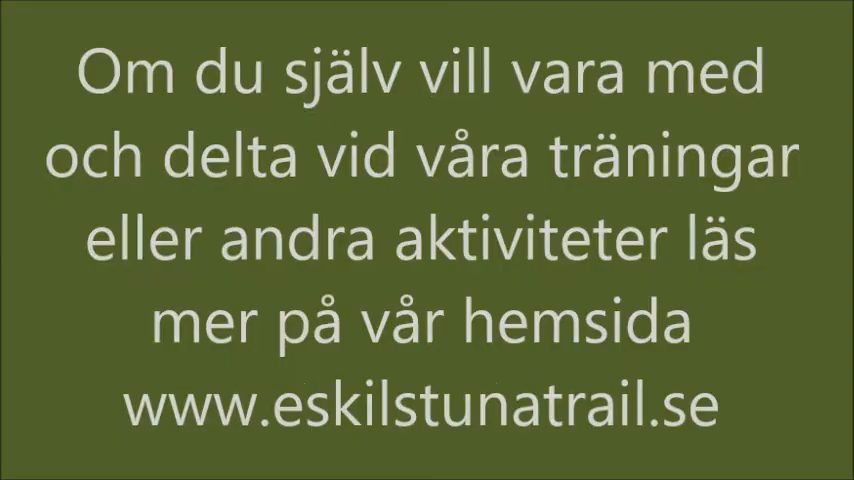 Om du själv vill vara med
och delta vid våra träningar
eller andra aktiviteter läs
mer på vår hemsida
www.eskilstunatrail.se